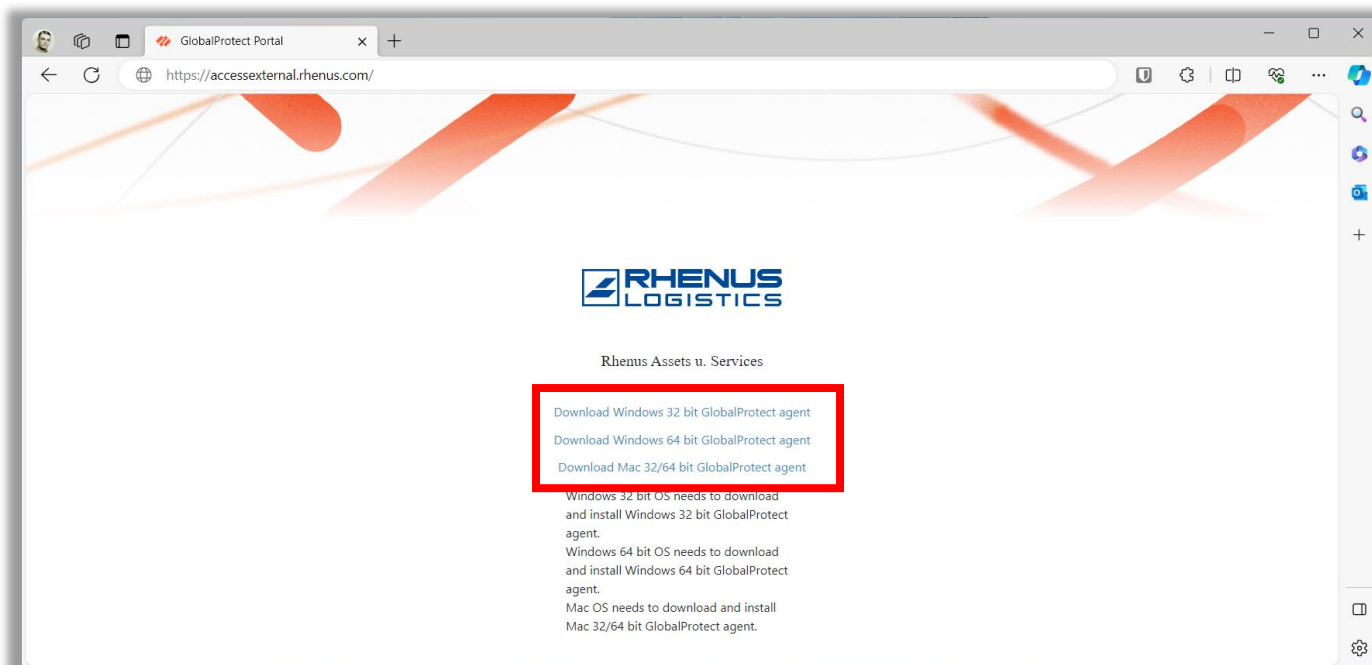 GlobalProtect Portal
https://accessexternal.rhenus.com/
RHENUS
LOGISTICS
Rhenus Assets u. Services
Download Windows 32 bit GlobalProtect agent
Download Windows 64 bit GlobalProtect agent
Download Mac 32/64 bit GlobalProtect agent
Windows 32 bit OS needs to download
and install Windows 32 bit GlobalProtect
agent.
Windows 64 bit OS needs to download
and install Windows 64 bit GlobalProtect
agent.
Mac OS needs to download and install
Mac 32/64 bit GlobalProtect agent.